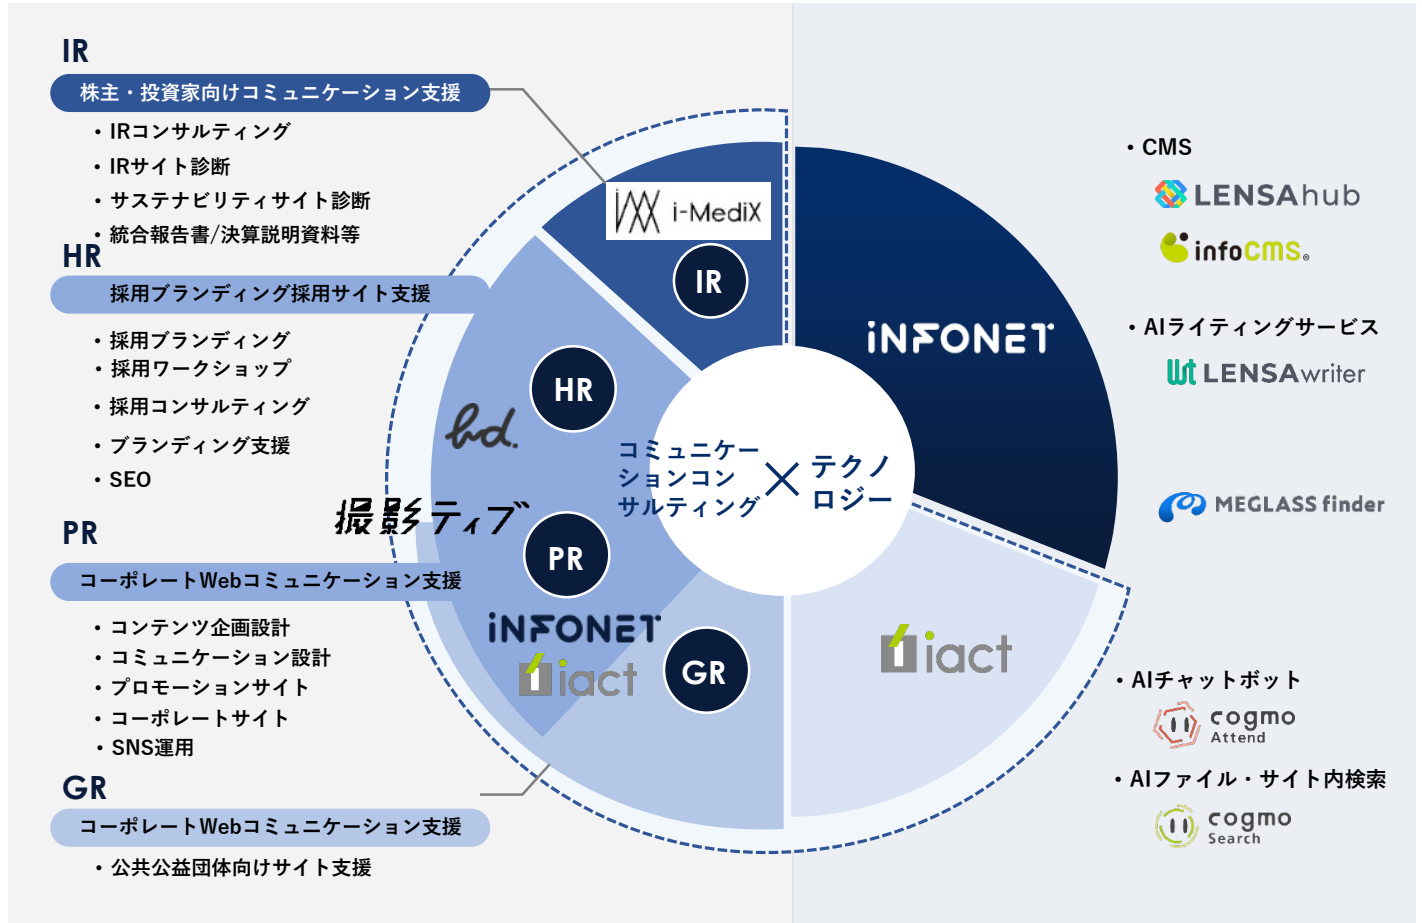 IR
株主・投資家向けコミュニケーション支援
・IRコンサルティング
・IRサイト診断
・サステナビリティサイト診断
・統合報告書/決算説明資料等
HR
採用ブランディング採用サイト支援
・採用ブランディング
・採用ワークショップ
・採用コンサルティング
・ブランディング支援
・SEO
PR
コーポレートWebコミュニケーション支援
・コンテンツ企画設計
・コミュニケーション設計
・プロモーションサイト
・コーポレートサイト
・SNS運用
GR
コーポレートWebコミュニケーション支援
・公共公益団体向けサイト支援
i-MediX
IR
HR
hd.
撮影ティブ
PR
iNFONET
iact
GR
コミュニケー
ションコン
サルティング
×
テクノ
ロジー
iNFONET
iact
・CMS
LENSAhub
infoCMS®
・AIライティングサービス
LENSAwriter
MEGLASS finder
・AIチャットボット
cogmo
Attend
・AIファイル・サイト内検索
cogmo
Search